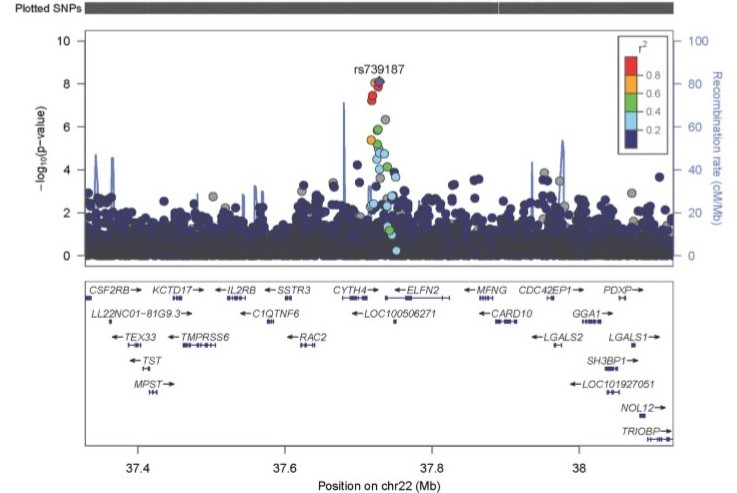 Plotted SNPs
rs739187
r²
0.8
0.6
0.4
0.2
10
8
6
4
2
0
−log₁₀(p−value)
100
80
60
40
20
0
Recombination rate (cM/Mb)
CSF2RB→ KCTD17→ ←IL2RB ←SSTR3 CYTH4→ ←ELFN2 ←MFNG CDC42EP1→ PDXP→
LL22NC01−81G9.3→ ←C1QTNF6 ←LOC100506271 ←CARD10 GGA1→
←TEX33 ←TMPRSS6 ←RAC2 ←LGALS2 LGALS1→
←TST SH3BP1→
MPST→ ←LOC101927051
NOL12→
TRIOBP→
37.4 37.6 37.8 38
Position on chr22 (Mb)